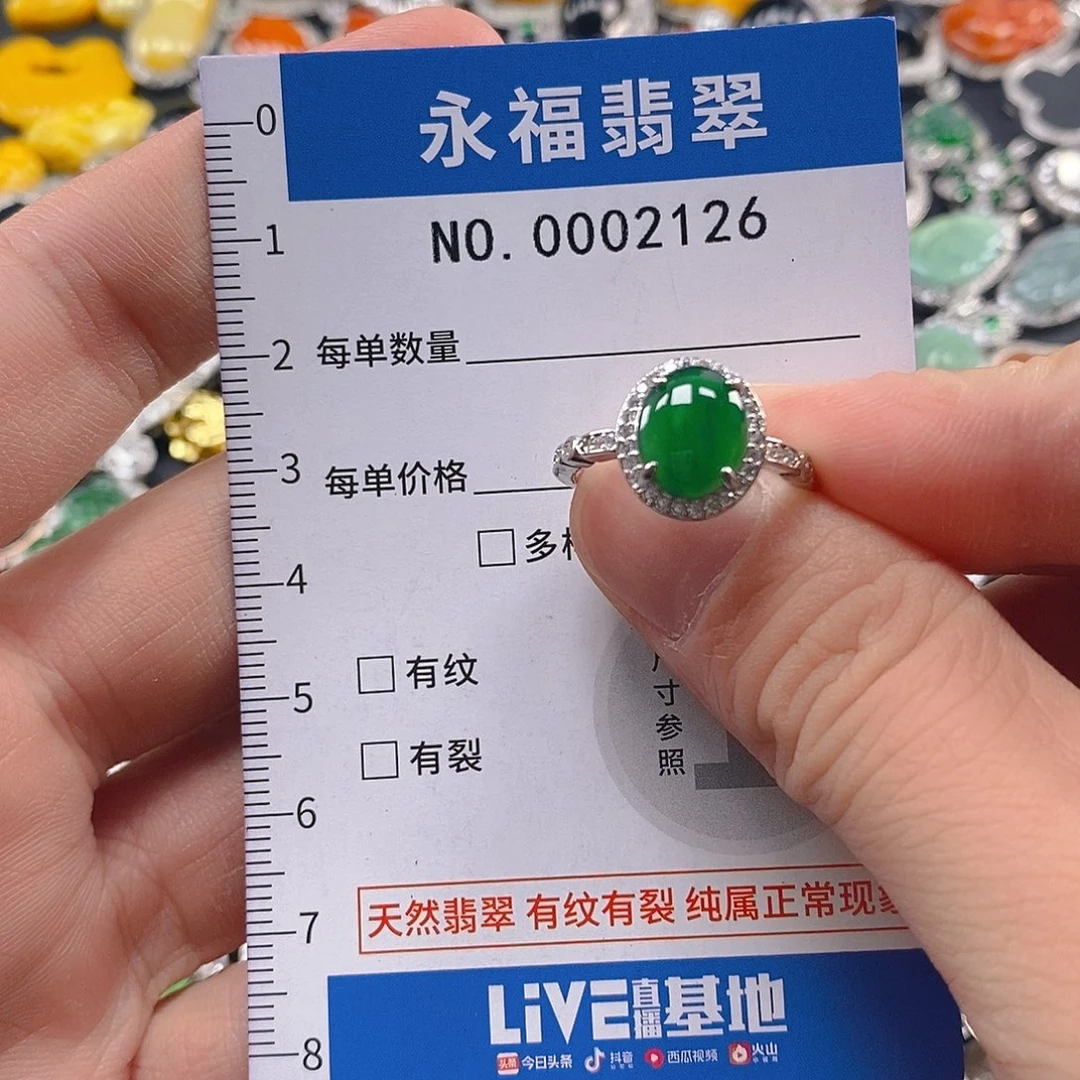 永福翡翠
0
NO. 0002126
1
2 每单数量
3 每单价格
多
4
有纹
5
寸参照
有裂
6
天然翡翠 有纹有裂 纯属正常现
7
LiVE直播基地
头条 今日头条 抖音 西瓜视频 火山
8